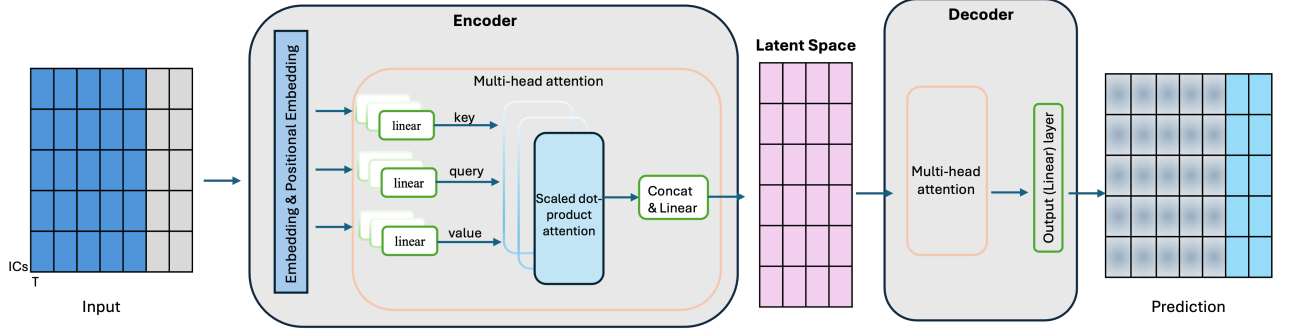 Encoder
Decoder
Latent Space
Embedding & Positional Embedding
Multi-head attention
linear
key
linear
query
linear
value
Scaled dot-
product
attention
Concat
& Linear
Multi-head
attention
Output (Linear) layer
ICs
T
Input
Prediction